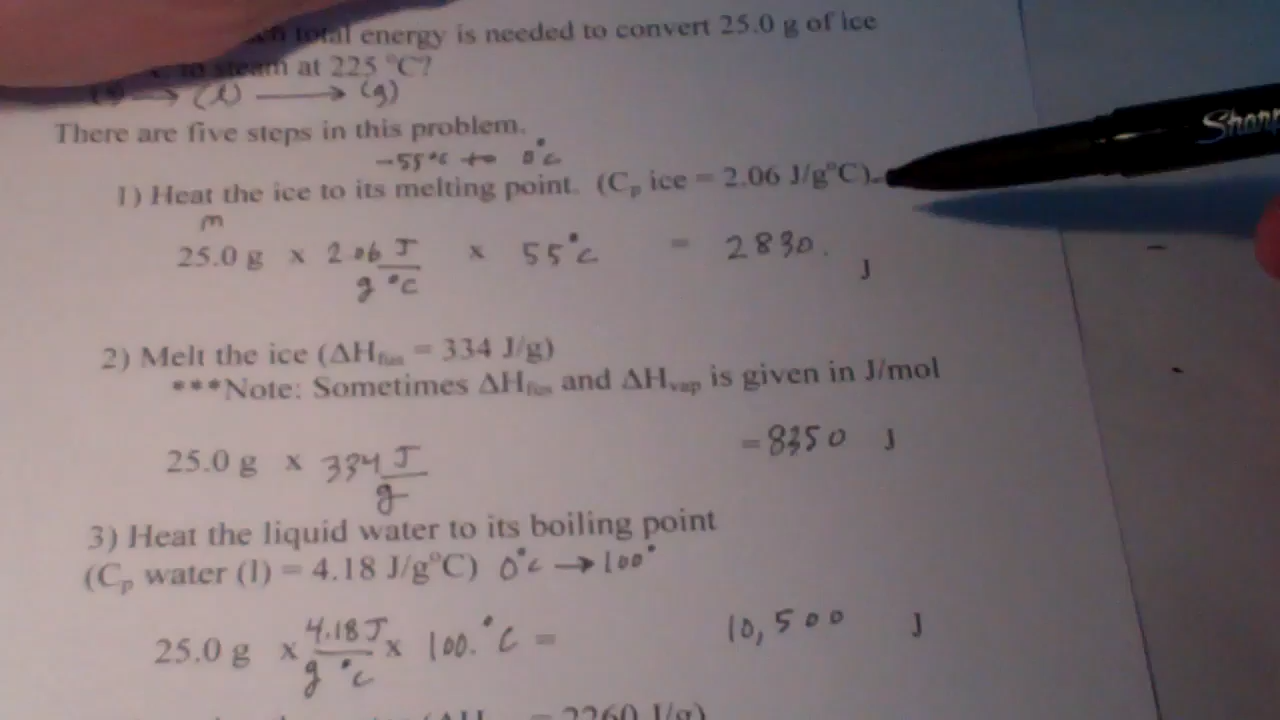 total energy is needed to convert 25.0 g of ice
to steam at 225 °C?
(l) ⟶ (g)
There are five steps in this problem.
-55°C to 0°C
1) Heat the ice to its melting point. (Cp ice = 2.06 J/g°C)
m
25.0 g x 2.06 J / g °C x 55°C = 2830. J
2) Melt the ice (ΔHfus = 334 J/g)
***Note: Sometimes ΔHfus and ΔHvap is given in J/mol
25.0 g x 334 J / g = 8350 J
3) Heat the liquid water to its boiling point
(Cp water (l) = 4.18 J/g°C) 0°C → 100°
25.0 g x 4.18 J / g °C x 100. °C = 10,500 J
2260 J/g)